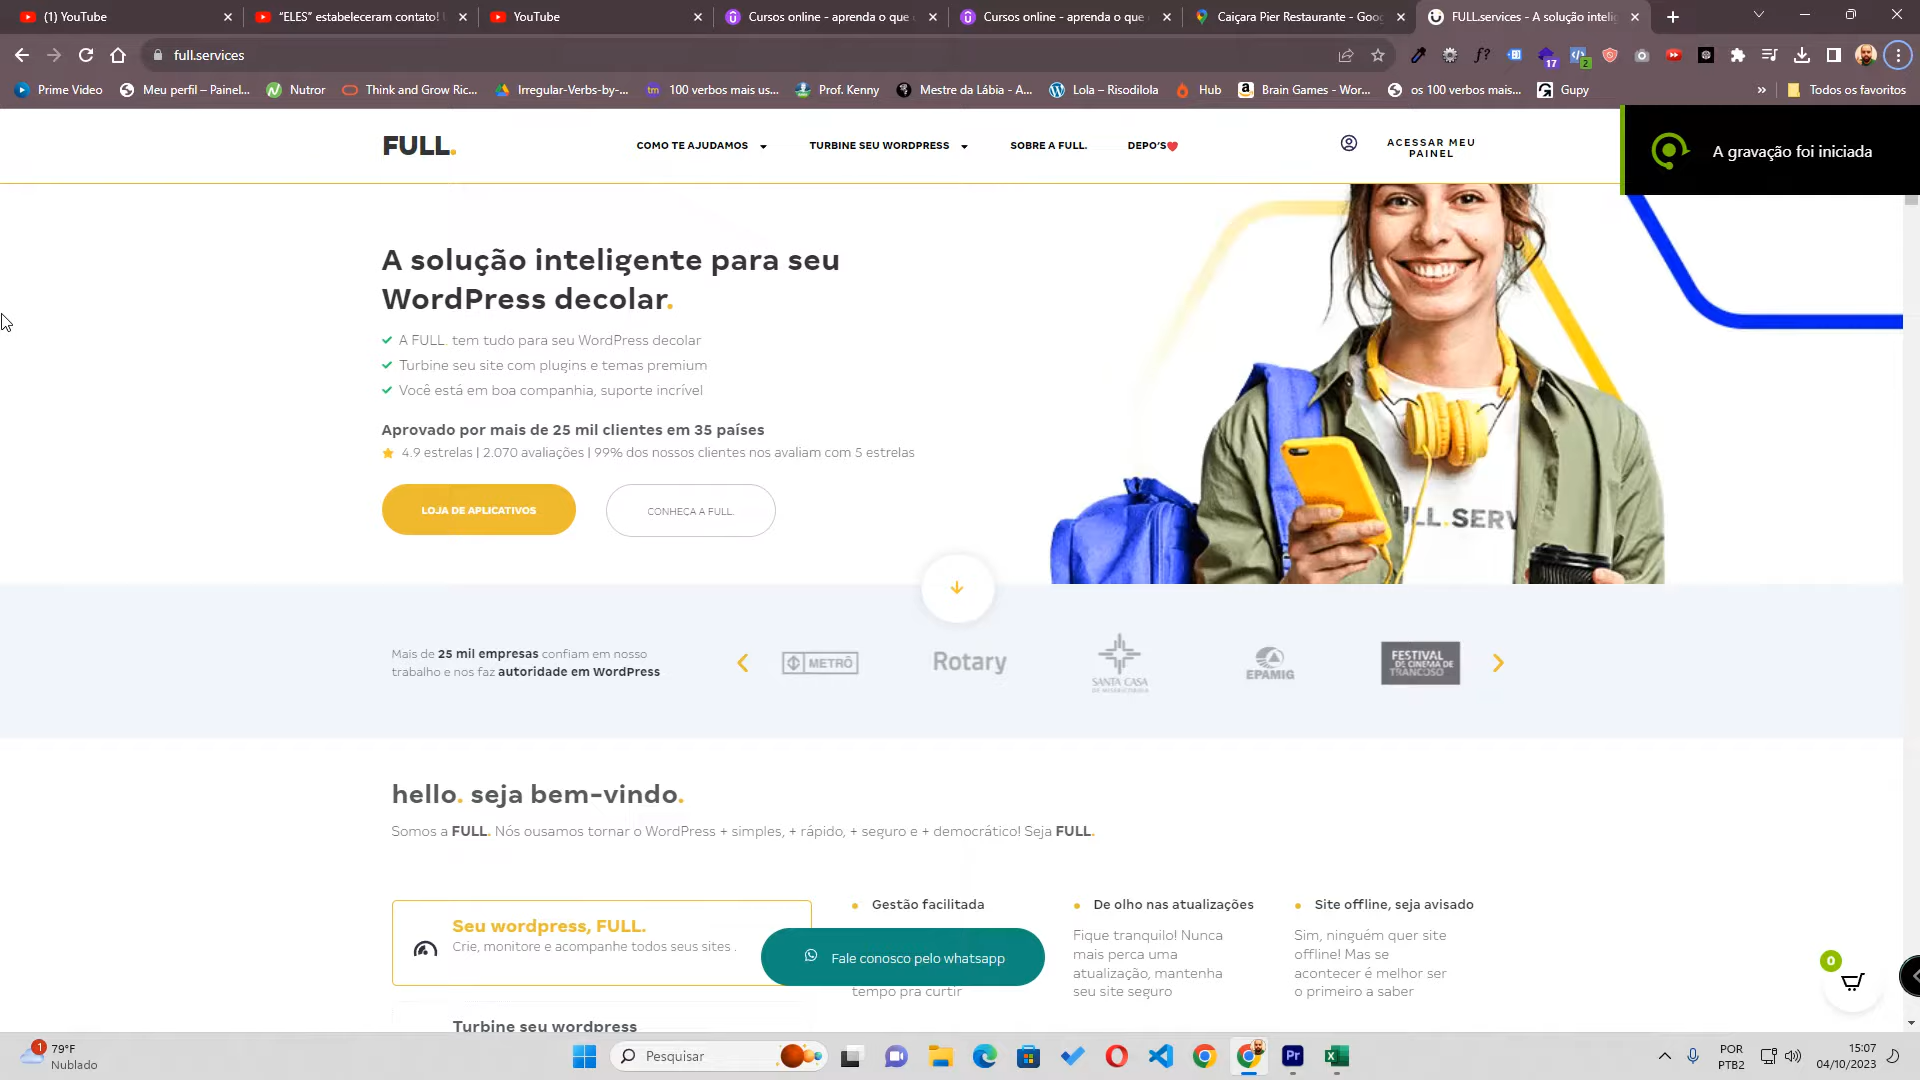 (1) YouTube
“ELES” estabeleceram contato!
YouTube
Cursos online - aprenda o que
Cursos online - aprenda o que
Caiçara Pier Restaurante - Goog
FULL.services - A solução intelig
full.services
17
2
Prime Video
Meu perfil – Painel...
Nutror
Think and Grow Ric...
Irregular-Verbs-by-...
100 verbos mais us...
Prof. Kenny
Mestre da Lábia - A...
Lola – Risodilola
Hub
Brain Games - Wor...
os 100 verbos mais...
Gupy
Todos os favoritos
FULL.
COMO TE AJUDAMOS
TURBINE SEU WORDPRESS
SOBRE A FULL.
DEPO'S
ACESSAR MEU
PAINEL
A gravação foi iniciada
A solução inteligente para seu
WordPress decolar.
A FULL. tem tudo para seu WordPress decolar
Turbine seu site com plugins e temas premium
Você está em boa companhia, suporte incrível
Aprovado por mais de 25 mil clientes em 35 países
4.9 estrelas | 2.070 avaliações | 99% dos nossos clientes nos avaliam com 5 estrelas
LOJA DE APLICATIVOS
CONHEÇA A FULL.
LL.SERV
Mais de 25 mil empresas confiam em nosso
trabalho e nos faz autoridade em WordPress
METRÔ
Rotary
SANTA CASA
DE MISERICÓRDIA
EPAMIG
FESTIVAL
DE CINEMA DE
TRANCOSO
hello. seja bem-vindo.
Somos a FULL. Nós ousamos tornar o WordPress + simples, + rápido, + seguro e + democrático! Seja FULL.
Seu wordpress, FULL.
Crie, monitore e acompanhe todos seus sites .
Turbine seu wordpress
Gestão facilitada
tempo pra curtir
De olho nas atualizações
Fique tranquilo! Nunca
mais perca uma
atualização, mantenha
seu site seguro
Site offline, seja avisado
Sim, ninguém quer site
offline! Mas se
acontecer é melhor ser
o primeiro a saber
Fale conosco pelo whatsapp
0
1
79°F
Nublado
Pesquisar
Pr
POR
PTB2
15:07
04/10/2023